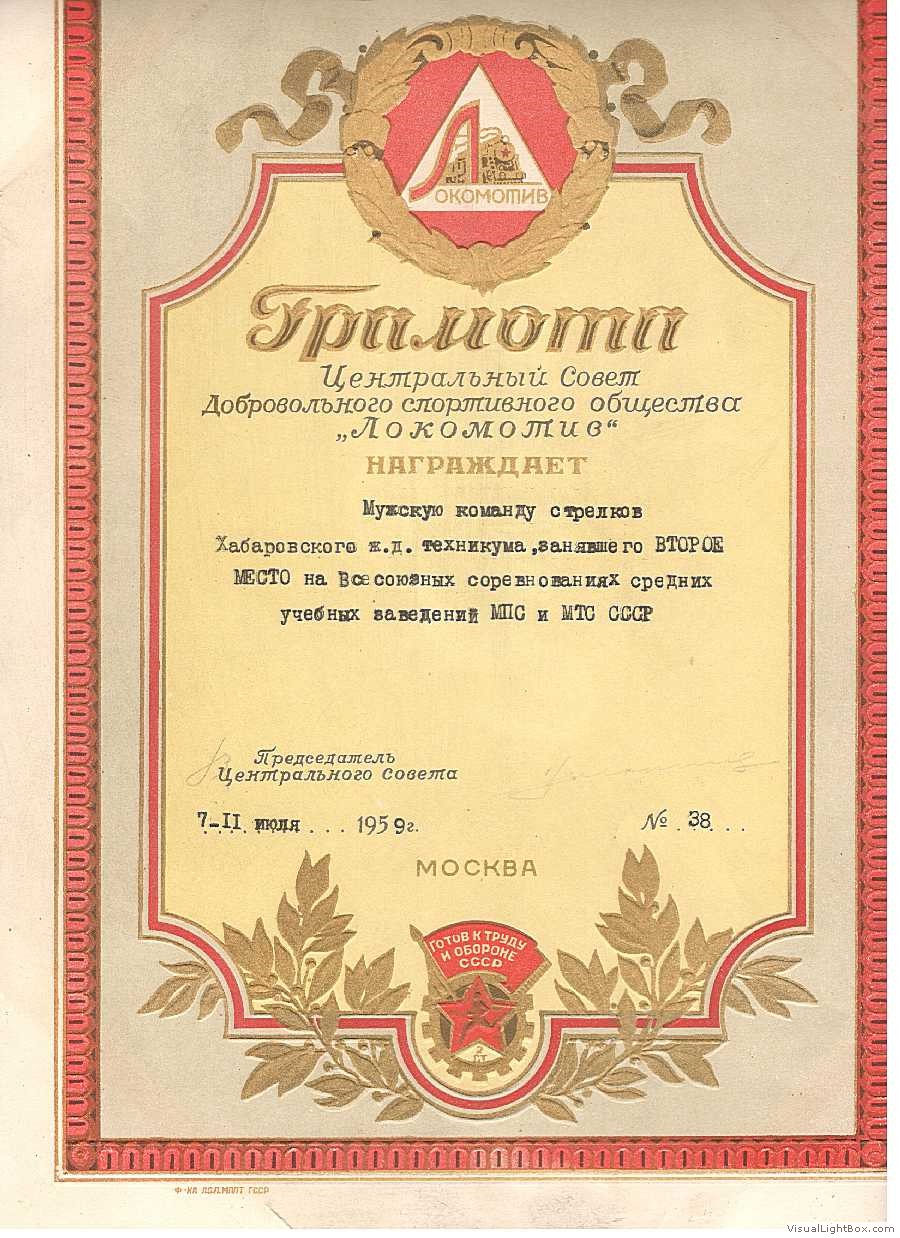 ЛОКОМОТИВ
Грамота
Центральный Совет
Добровольного спортивного общества
„Локомотив“
НАГРАЖДАЕТ
Мужскую команду стрелков
Хабаровского ж.д. техникума,занявшего ВТОРОЕ
МЕСТО на Всесоюзных соревнованиях средних
учебных заведений МПС и МТС СССР
Председатель
Центрального совета
7-II июля . . . 1959г.
№ .38. . .
МОСКВА
ГОТОВ К ТРУДУ
И ОБОРОНЕ
СССР
2
СТ
VisualLightBox.com